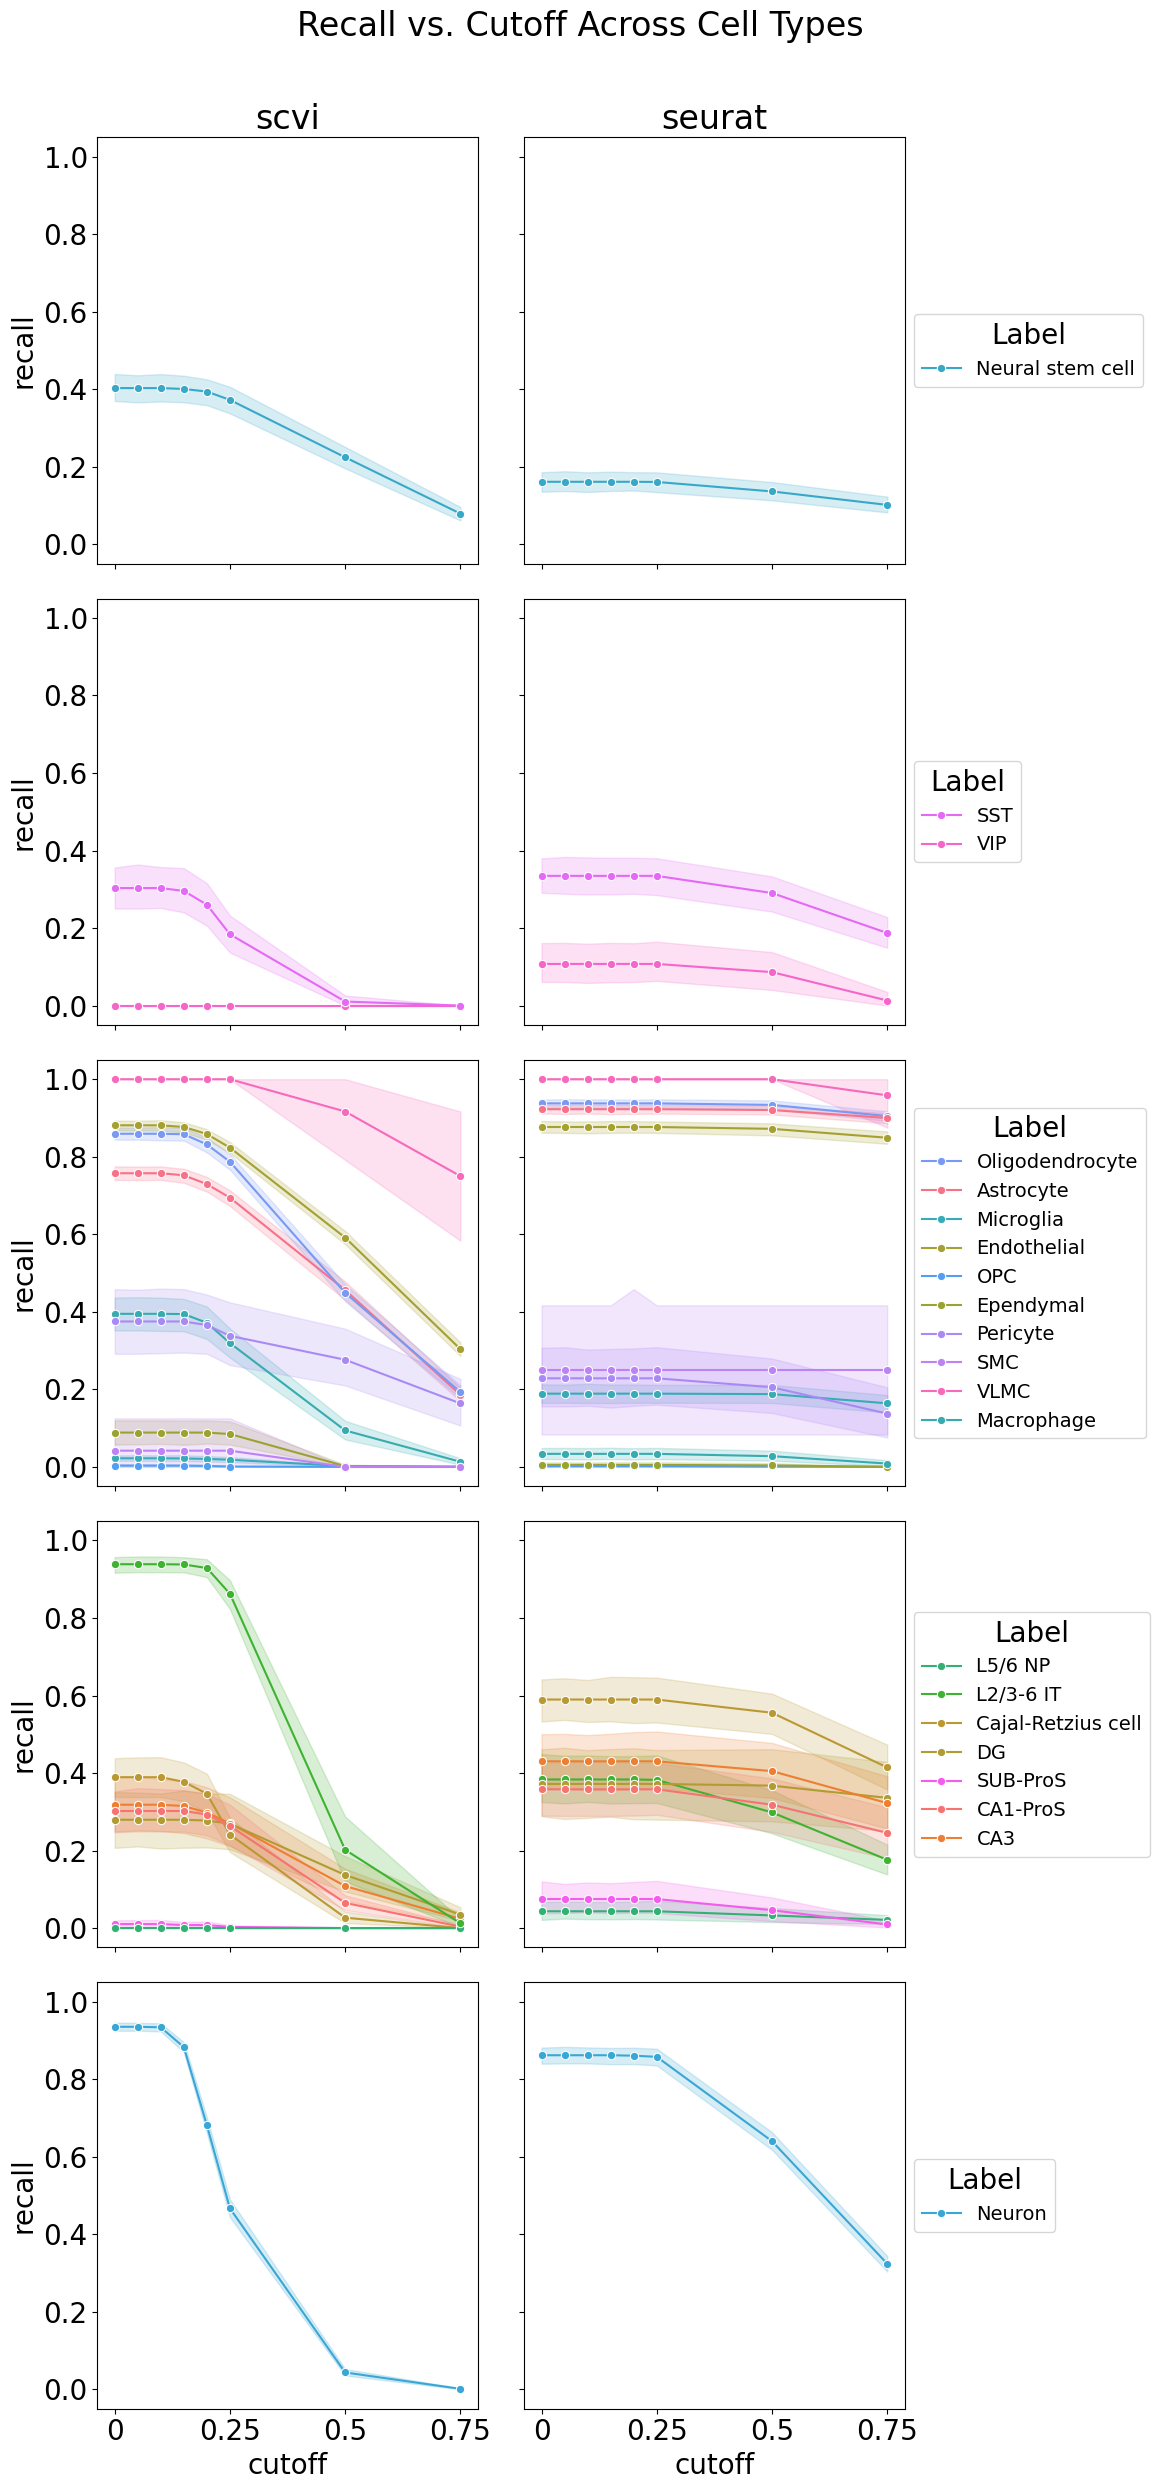 Recall vs. Cutoff Across Cell Types
scvi
seurat
1.0
0.8
0.6
0.4
0.2
0.0
recall
Label
Neural stem cell
1.0
0.8
0.6
0.4
0.2
0.0
recall
Label
SST
VIP
1.0
0.8
0.6
0.4
0.2
0.0
recall
Label
Oligodendrocyte
Astrocyte
Microglia
Endothelial
OPC
Ependymal
Pericyte
SMC
VLMC
Macrophage
1.0
0.8
0.6
0.4
0.2
0.0
recall
Label
L5/6 NP
L2/3-6 IT
Cajal-Retzius cell
DG
SUB-ProS
CA1-ProS
CA3
1.0
0.8
0.6
0.4
0.2
0.0
recall
Label
Neuron
0 0.25 0.5 0.75
cutoff
0 0.25 0.5 0.75
cutoff